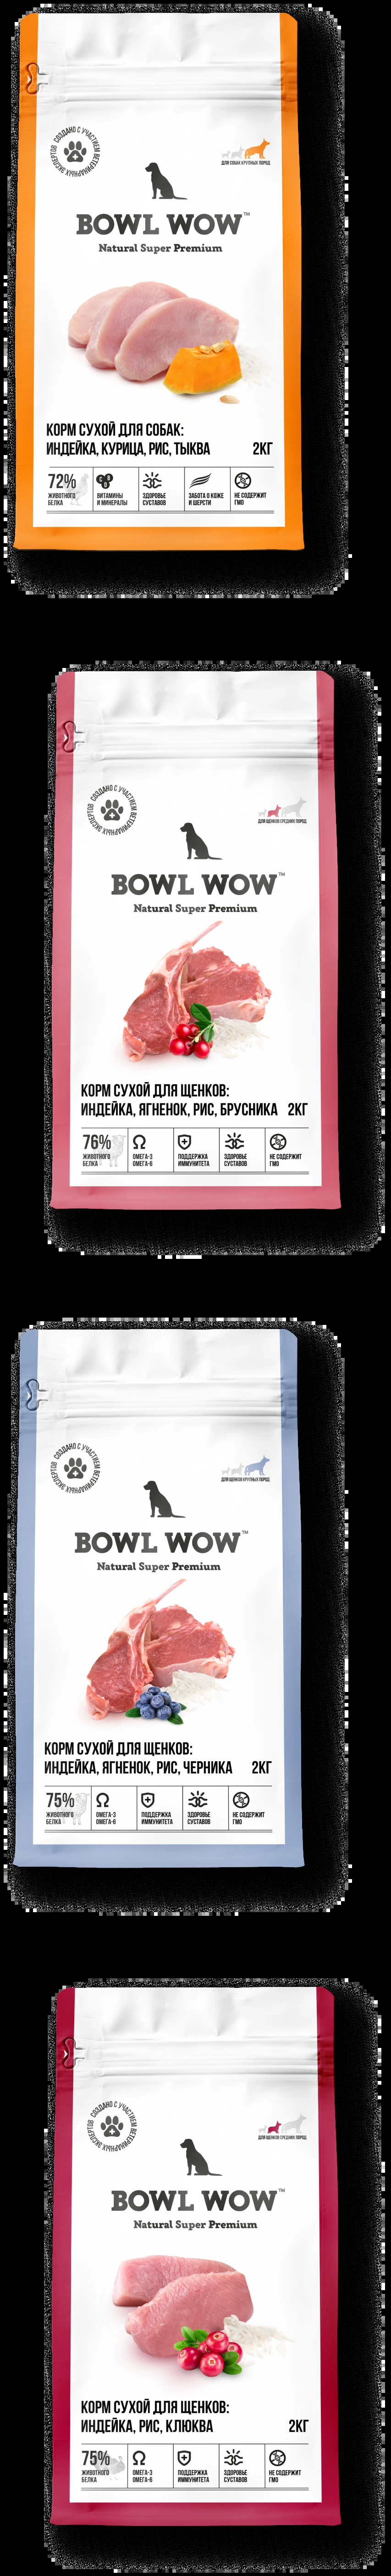 СОЗДАНО С УЧАСТИЕМ ВЕТЕРИНАРНЫХ ЭКСПЕРТОВ
ДЛЯ СОБАК КРУПНЫХ ПОРОД
BOWL WOW™
Natural Super Premium
КОРМ СУХОЙ ДЛЯ СОБАК:
ИНДЕЙКА, КУРИЦА, РИС, ТЫКВА 2КГ
72% ЖИВОТНОГО БЕЛКА
ВИТАМИНЫ И МИНЕРАЛЫ
ЗДОРОВЬЕ СУСТАВОВ
ЗАБОТА О КОЖЕ И ШЕРСТИ
НЕ СОДЕРЖИТ ГМО
СОЗДАНО С УЧАСТИЕМ ВЕТЕРИНАРНЫХ ЭКСПЕРТОВ
ДЛЯ ЩЕНКОВ СРЕДНИХ ПОРОД
BOWL WOW™
Natural Super Premium
КОРМ СУХОЙ ДЛЯ ЩЕНКОВ:
ИНДЕЙКА, ЯГНЕНОК, РИС, БРУСНИКА 2КГ
76% ЖИВОТНОГО БЕЛКА
ОМЕГА-3 ОМЕГА-6
ПОДДЕРЖКА ИММУНИТЕТА
ЗДОРОВЬЕ СУСТАВОВ
НЕ СОДЕРЖИТ ГМО
СОЗДАНО С УЧАСТИЕМ ВЕТЕРИНАРНЫХ ЭКСПЕРТОВ
ДЛЯ ЩЕНКОВ КРУПНЫХ ПОРОД
BOWL WOW™
Natural Super Premium
КОРМ СУХОЙ ДЛЯ ЩЕНКОВ:
ИНДЕЙКА, ЯГНЕНОК, РИС, ЧЕРНИКА 2КГ
75% ЖИВОТНОГО БЕЛКА
ОМЕГА-3 ОМЕГА-6
ПОДДЕРЖКА ИММУНИТЕТА
ЗДОРОВЬЕ СУСТАВОВ
НЕ СОДЕРЖИТ ГМО
СОЗДАНО С УЧАСТИЕМ ВЕТЕРИНАРНЫХ ЭКСПЕРТОВ
ДЛЯ ЩЕНКОВ СРЕДНИХ ПОРОД
BOWL WOW™
Natural Super Premium
КОРМ СУХОЙ ДЛЯ ЩЕНКОВ:
ИНДЕЙКА, РИС, КЛЮКВА 2КГ
75% ЖИВОТНОГО БЕЛКА
ОМЕГА-3 ОМЕГА-6
ПОДДЕРЖКА ИММУНИТЕТА
ЗДОРОВЬЕ СУСТАВОВ
НЕ СОДЕРЖИТ ГМО